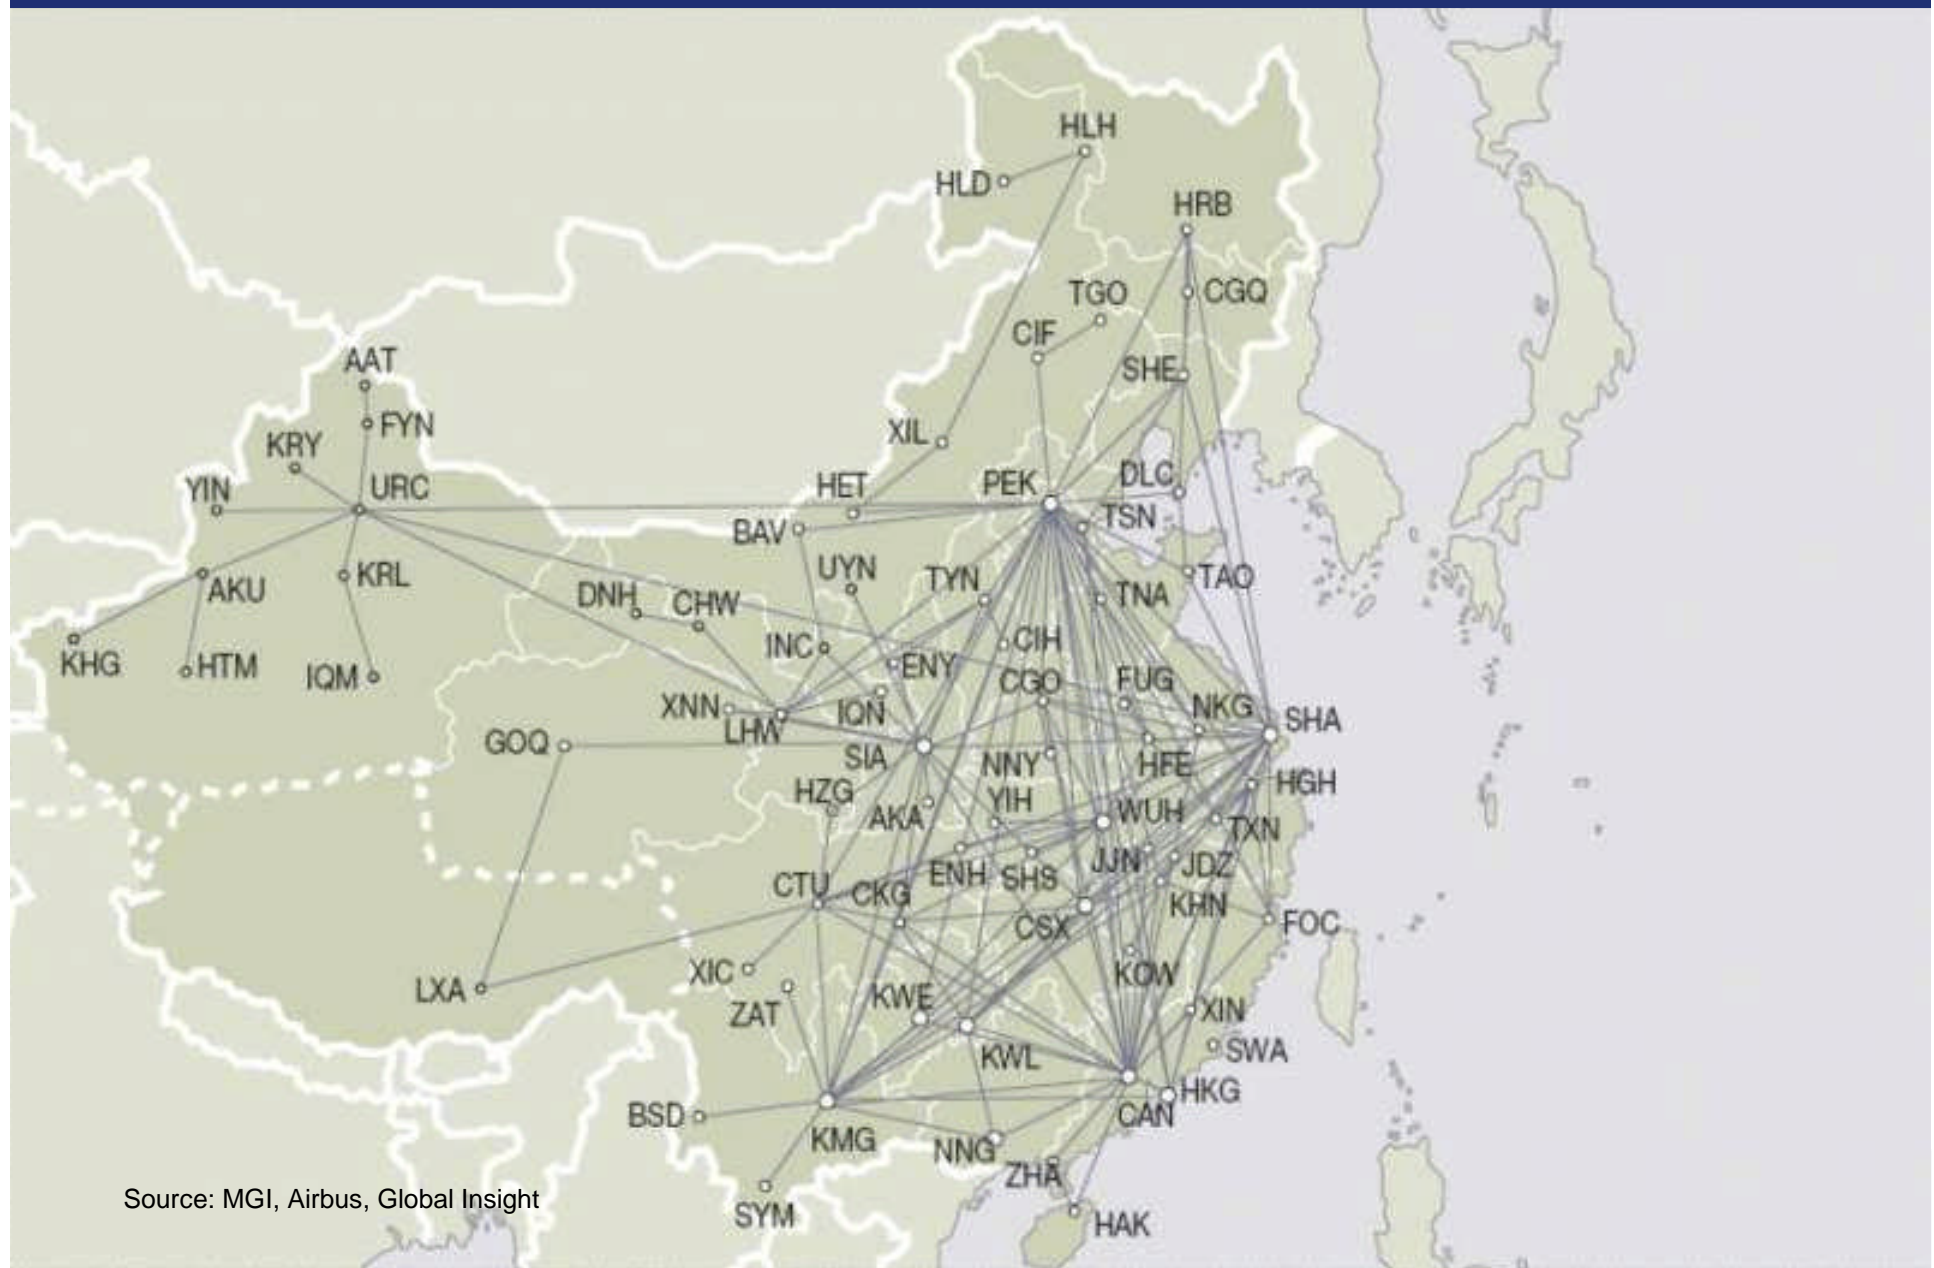 HLH
HLD
HRB
TGO
CGQ
CIF
AAT
SHE
FYN
KRY
XIL
YIN
URC
HET
PEK
DLC
BAV
TSN
UYN
TYN
AKU
KRL
DNH
CHW
TNA
TAO
INC
CIH
KHG
HTM
IQM
ENY
CGO
FUG
XNN
IQN
NKG
SHA
LHW
GOQ
SIA
NNY
HFE
HGH
HZG
AKA
YIH
WUH
TXN
CTU
CKG
ENH
SHS
JJN
JDZ
KHN
CSX
FOC
XIC
KOW
LXA
ZAT
KWE
XIN
KWL
SWA
BSD
HKG
CAN
KMG
NNG
ZHA
SYM
HAK
Source: MGI, Airbus, Global Insight